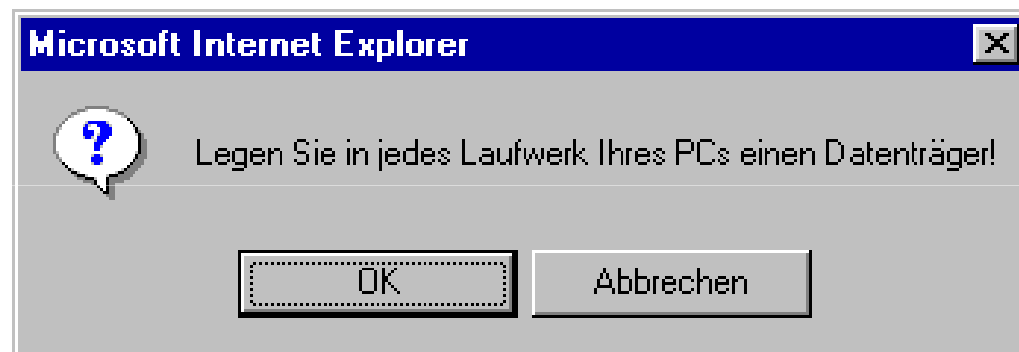 Microsoft Internet Explorer
?
Legen Sie in jedes Laufwerk Ihres PCs einen Datenträger!
OK
Abbrechen